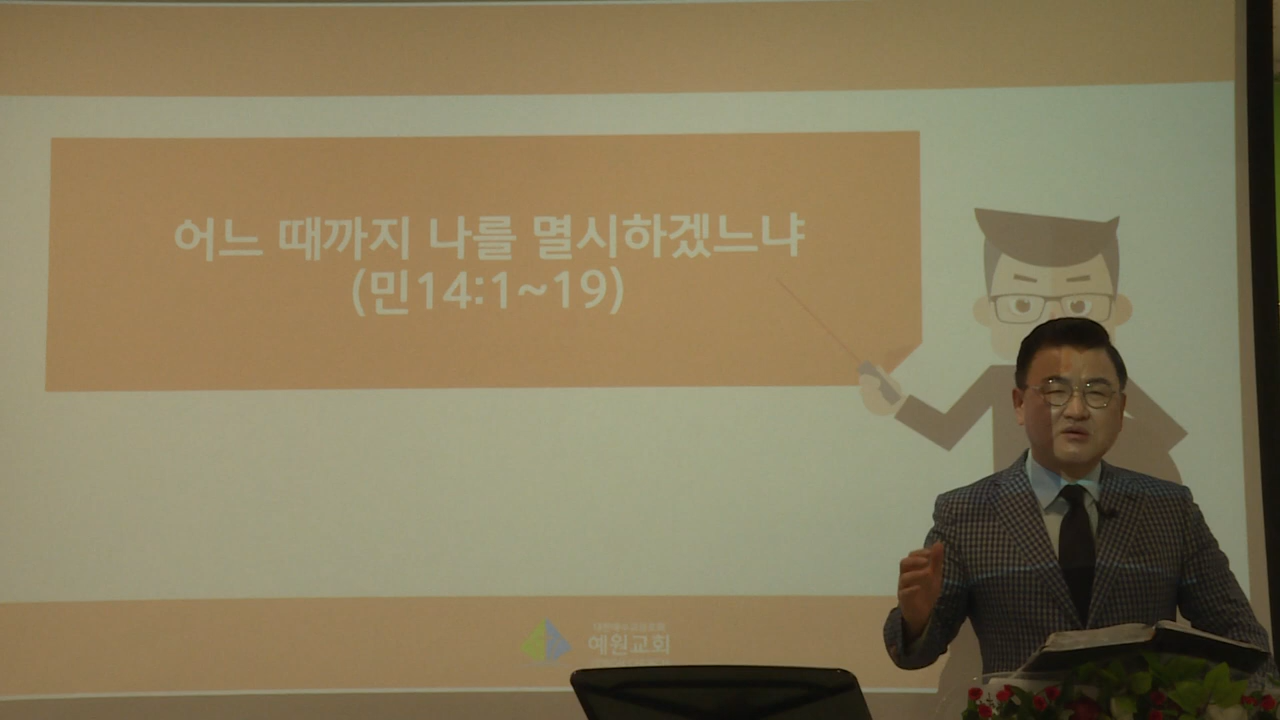 어느 때까지 나를 멸시하겠느냐
(민14:1~19)
예원교회